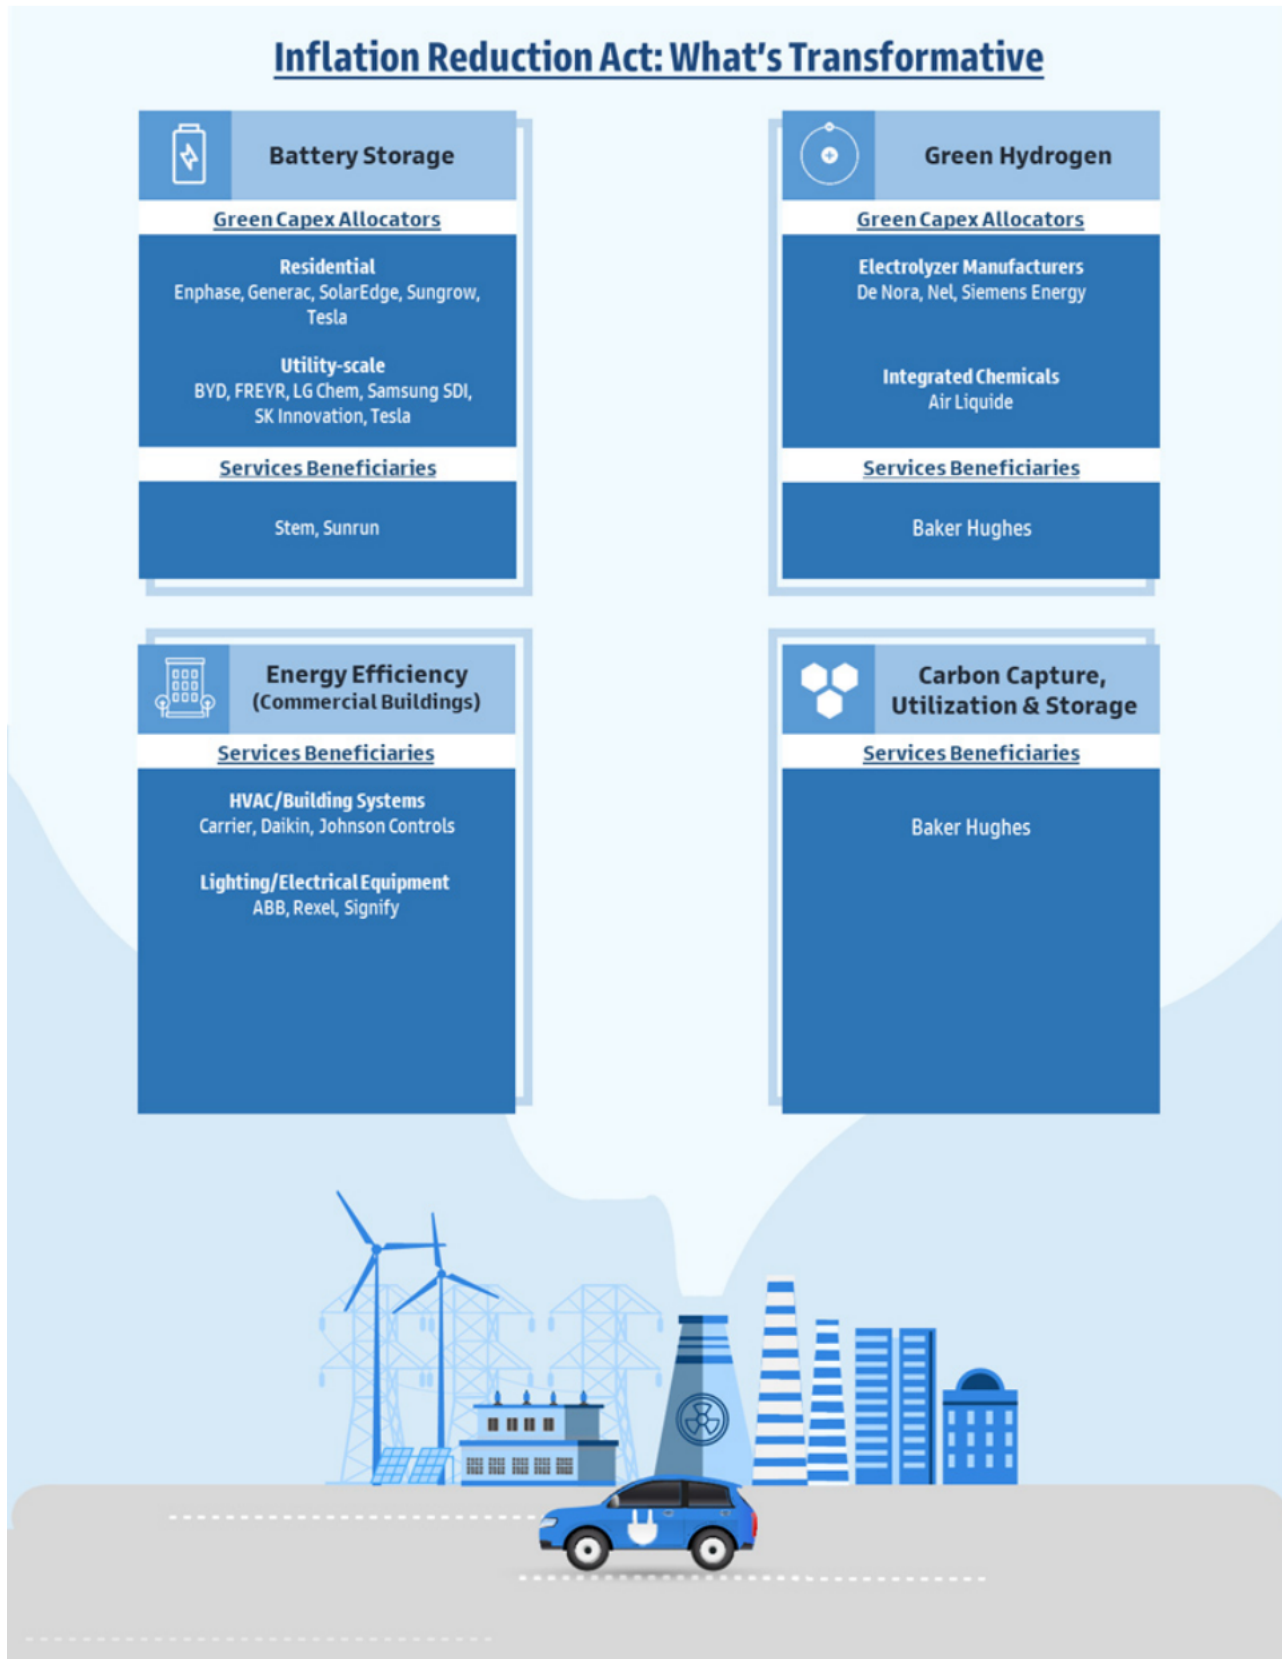 Inflation Reduction Act: What's Transformative
Battery Storage
Green Capex Allocators
Residential
Enphase, Generac, SolarEdge, Sungrow,
Tesla
Utility-scale
BYD, FREYR, LG Chem, Samsung SDI,
SK Innovation, Tesla
Services Beneficiaries
Stem, Sunrun
Green Hydrogen
Green Capex Allocators
Electrolyzer Manufacturers
De Nora, Nel, Siemens Energy
Integrated Chemicals
Air Liquide
Services Beneficiaries
Baker Hughes
Energy Efficiency
(Commercial Buildings)
Services Beneficiaries
HVAC/Building Systems
Carrier, Daikin, Johnson Controls
Lighting/Electrical Equipment
ABB, Rexel, Signify
Carbon Capture,
Utilization & Storage
Services Beneficiaries
Baker Hughes